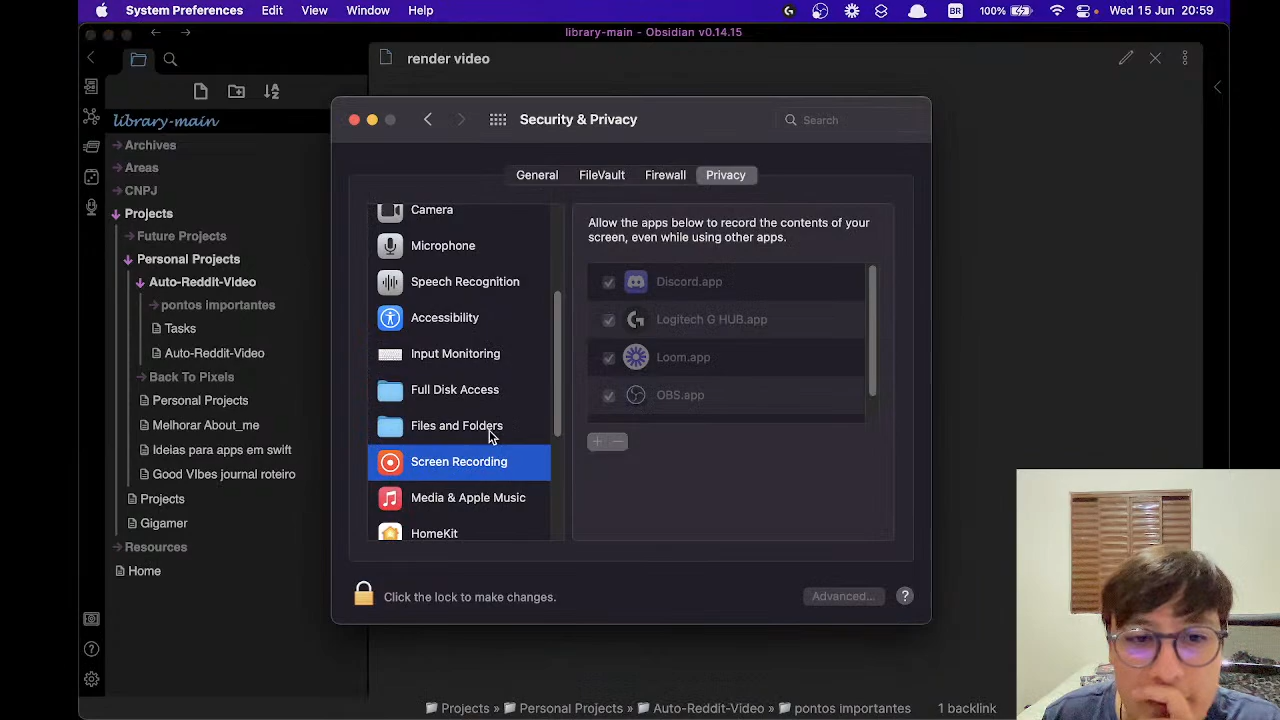 System Preferences Edit View Window Help
BR 100% Wed 15 Jun 20:59
library-main - Obsidian v0.14.15
render video
library-main
Archives
Areas
CNPJ
Projects
Future Projects
Personal Projects
Auto-Reddit-Video
pontos importantes
Tasks
Auto-Reddit-Video
Back To Pixels
Personal Projects
Melhorar About_me
Ideias para apps em swift
Good VIbes journal roteiro
Projects
Gigamer
Resources
Home
Security & Privacy
Search
General FileVault Firewall Privacy
Camera
Microphone
Speech Recognition
Accessibility
Input Monitoring
Full Disk Access
Files and Folders
Screen Recording
Media & Apple Music
HomeKit
Allow the apps below to record the contents of your
screen, even while using other apps.
Discord.app
Logitech G HUB.app
Loom.app
OBS.app
Click the lock to make changes.
Advanced... ?
Projects » Personal Projects » Auto-Reddit-Video » pontos importantes 1 backlink